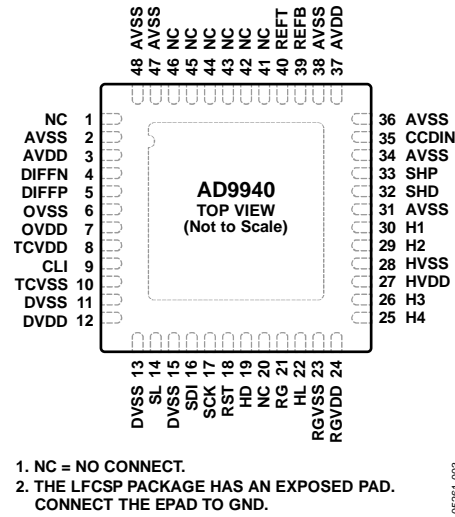 48 AVSS
47 AVSS
46 NC
45 NC
44 NC
43 NC
42 NC
41 NC
40 REFT
39 REFB
38 AVSS
37 AVDD
NC 1
AVSS 2
AVDD 3
DIFFN 4
DIFFP 5
OVSS 6
OVDD 7
TCVDD 8
CLI 9
TCVSS 10
DVSS 11
DVDD 12
AD9940
TOP VIEW
(Not to Scale)
36 AVSS
35 CCDIN
34 AVSS
33 SHP
32 SHD
31 AVSS
30 H1
29 H2
28 HVSS
27 HVDD
26 H3
25 H4
DVSS 13
SL 14
DVSS 15
SDI 16
SCK 17
RST 18
HD 19
NC 20
RG 21
HL 22
RGVSS 23
RGVDD 24
1. NC = NO CONNECT.
2. THE LFCSP PACKAGE HAS AN EXPOSED PAD.
CONNECT THE EPAD TO GND.
05261-002